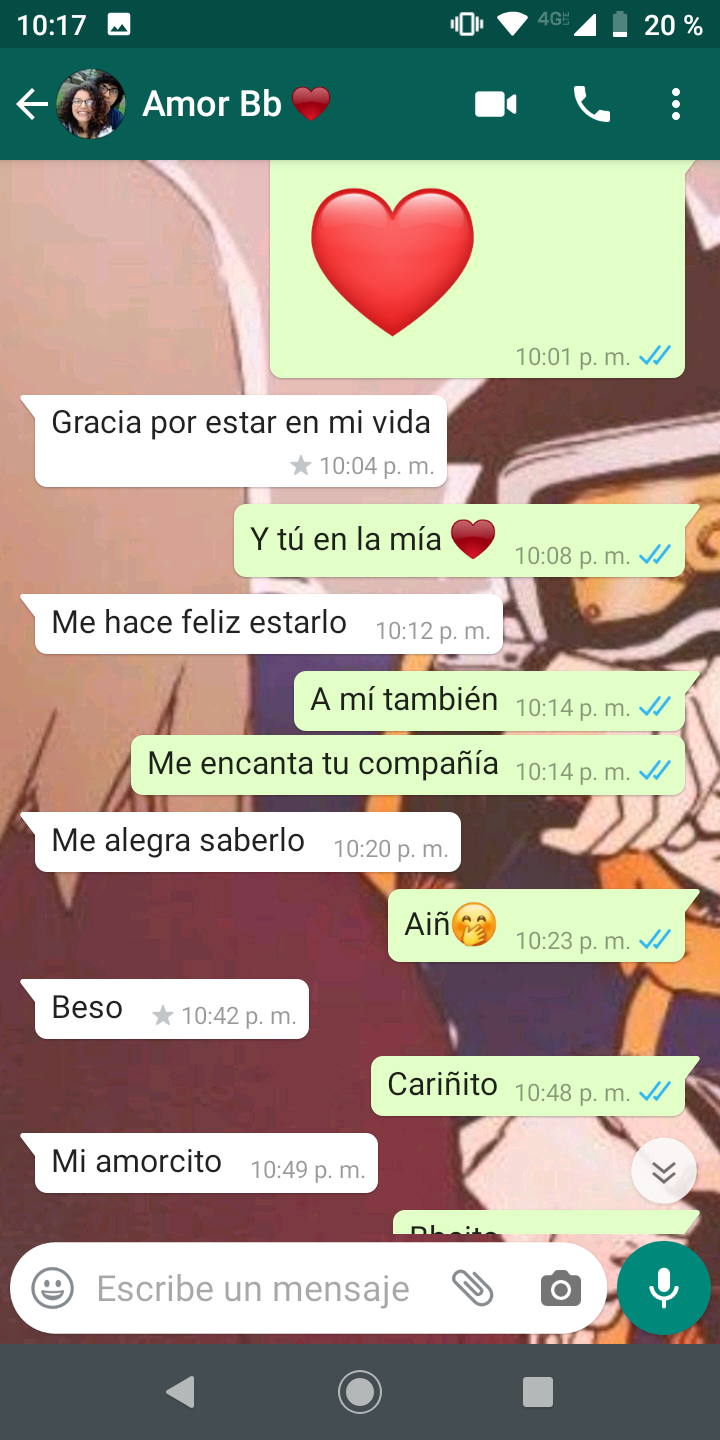 10:17 4G LTE 20 %
Amor Bb ❤️
❤️
10:01 p. m.
Gracia por estar en mi vida
10:04 p. m.
Y tú en la mía ❤️ 10:08 p. m.
Me hace feliz estarlo 10:12 p. m.
A mí también 10:14 p. m.
Me encanta tu compañía 10:14 p. m.
Me alegra saberlo 10:20 p. m.
Aiñ🤭 10:23 p. m.
Beso 10:42 p. m.
Cariñito 10:48 p. m.
Mi amorcito 10:49 p. m.
Escribe un mensaje